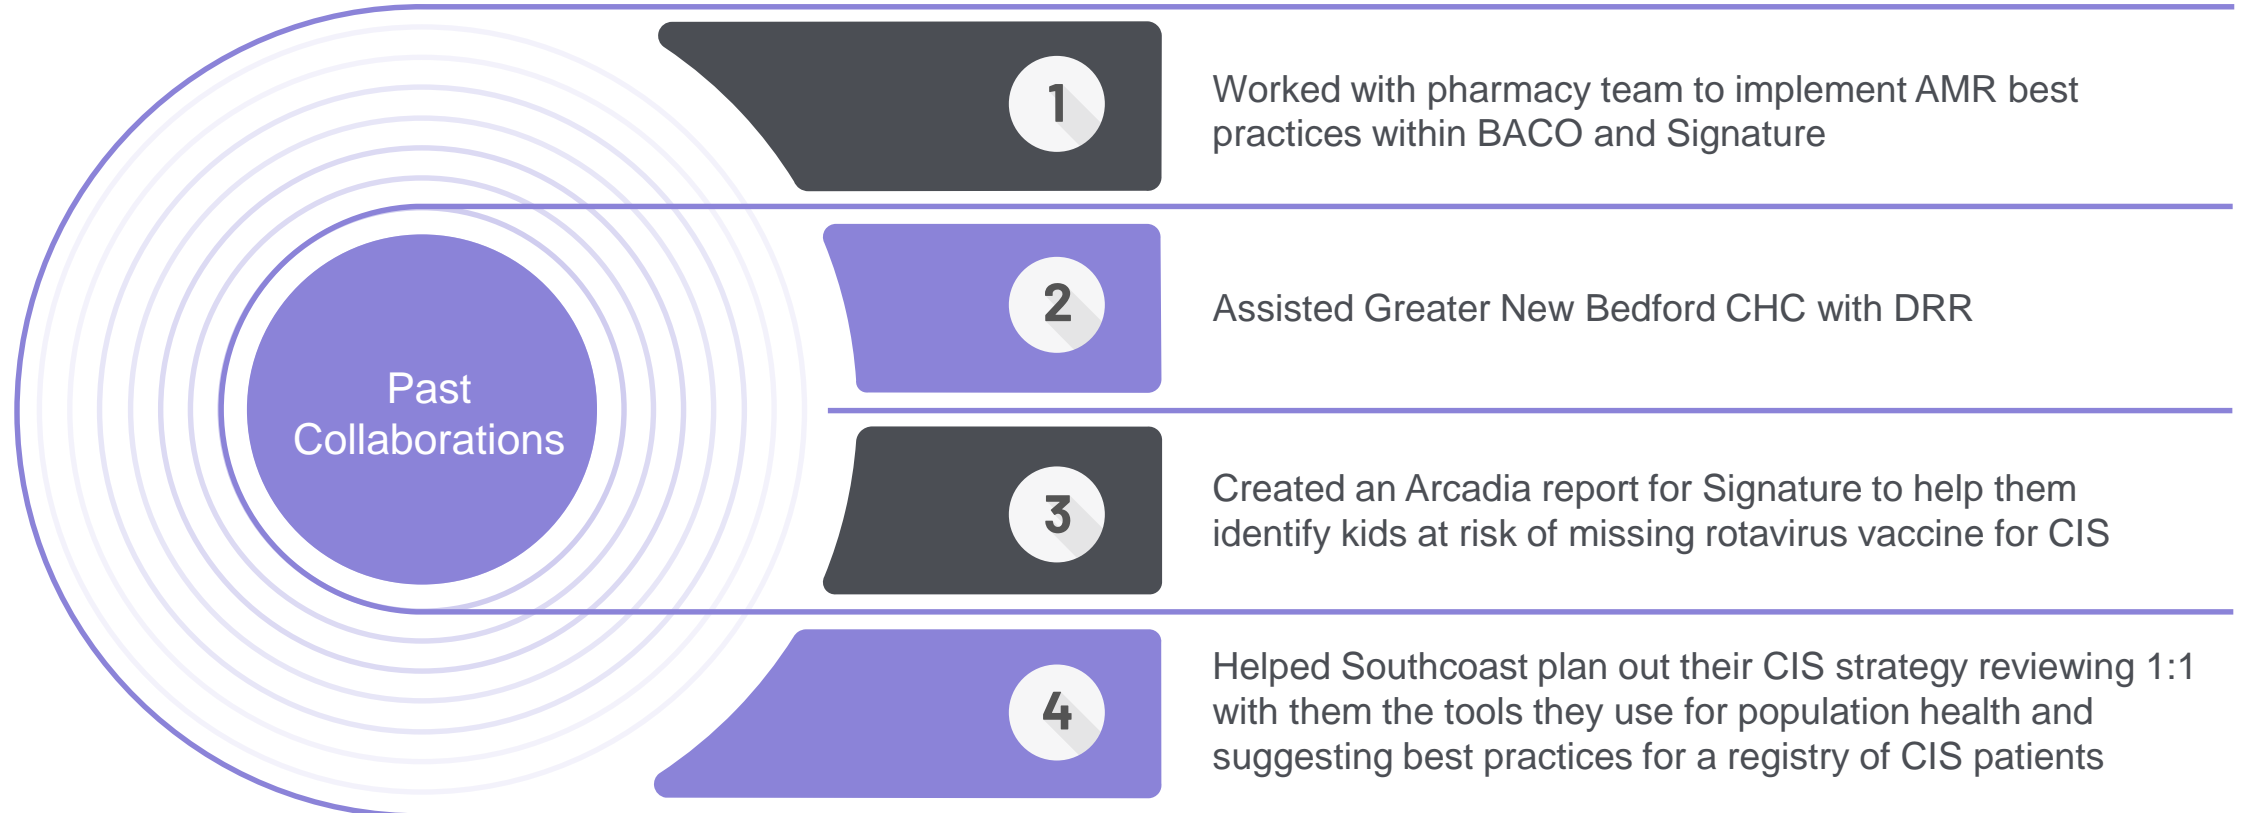 Past
Collaborations
1
Worked with pharmacy team to implement AMR best
practices within BACO and Signature
2
Assisted Greater New Bedford CHC with DRR
3
Created an Arcadia report for Signature to help them
identify kids at risk of missing rotavirus vaccine for CIS
4
Helped Southcoast plan out their CIS strategy reviewing 1:1
with them the tools they use for population health and
suggesting best practices for a registry of CIS patients